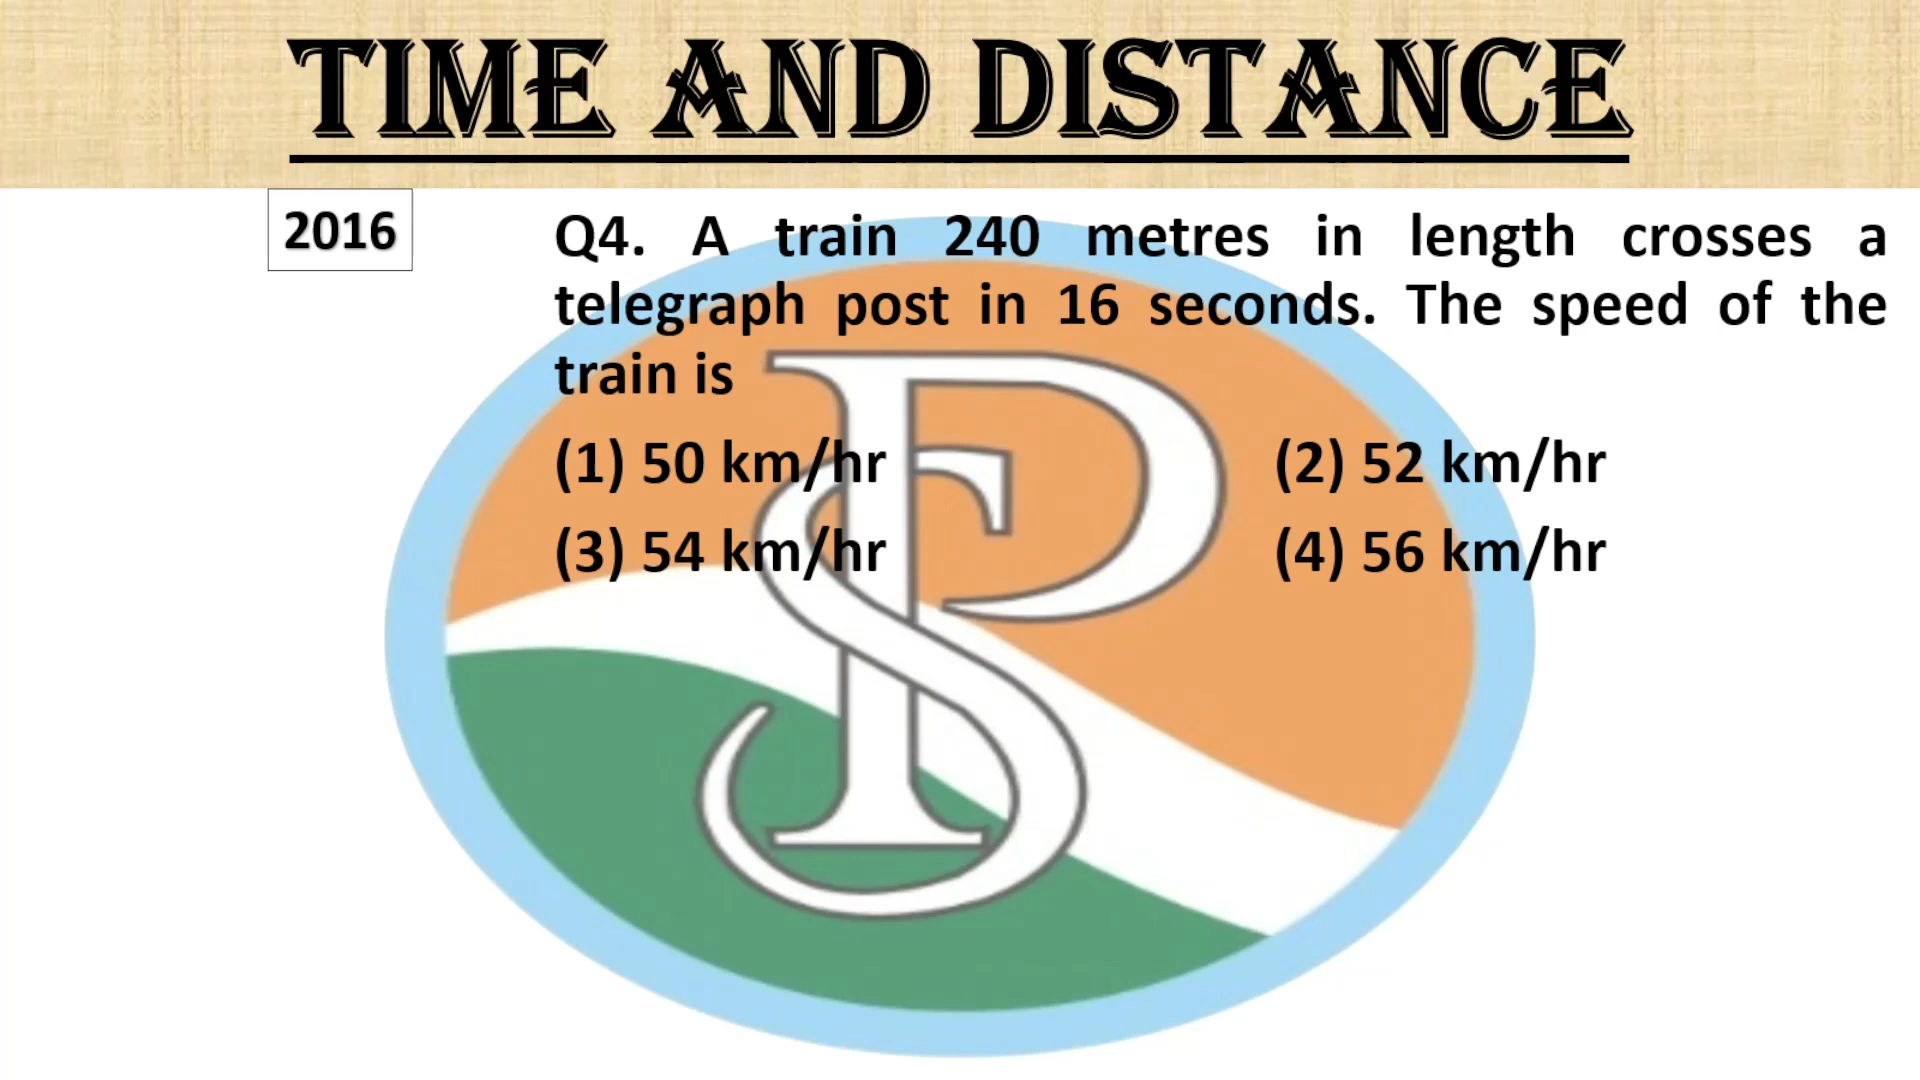 TIME AND DISTANCE
2016
Q4. A train 240 metres in length crosses a
telegraph post in 16 seconds. The speed of the
train is
(1) 50 km/hr (2) 52 km/hr
(3) 54 km/hr (4) 56 km/hr
PS